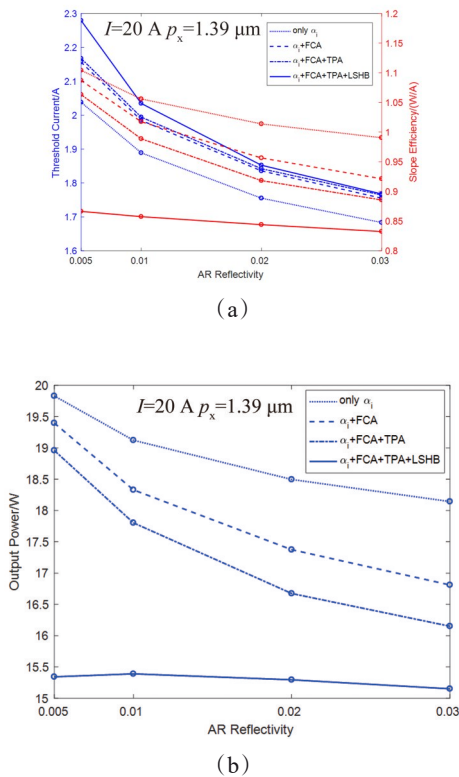 I=20 A pₓ=1.39 μm
only αᵢ
αᵢ+FCA
αᵢ+FCA+TPA
αᵢ+FCA+TPA+LSHB
Threshold Current/A
2.3
2.2
2.1
2
1.9
1.8
1.7
1.6
Slope Efficiency/(W/A)
1.2
1.15
1.1
1.05
1
0.95
0.9
0.85
0.8
0.005
0.01
0.02
0.03
AR Reflectivity
(a)
I=20 A pₓ=1.39 μm
only αᵢ
αᵢ+FCA
αᵢ+FCA+TPA
αᵢ+FCA+TPA+LSHB
Output Power/W
20
19.5
19
18.5
18
17.5
17
16.5
16
15.5
15
0.005
0.01
0.02
0.03
AR Reflectivity
(b)